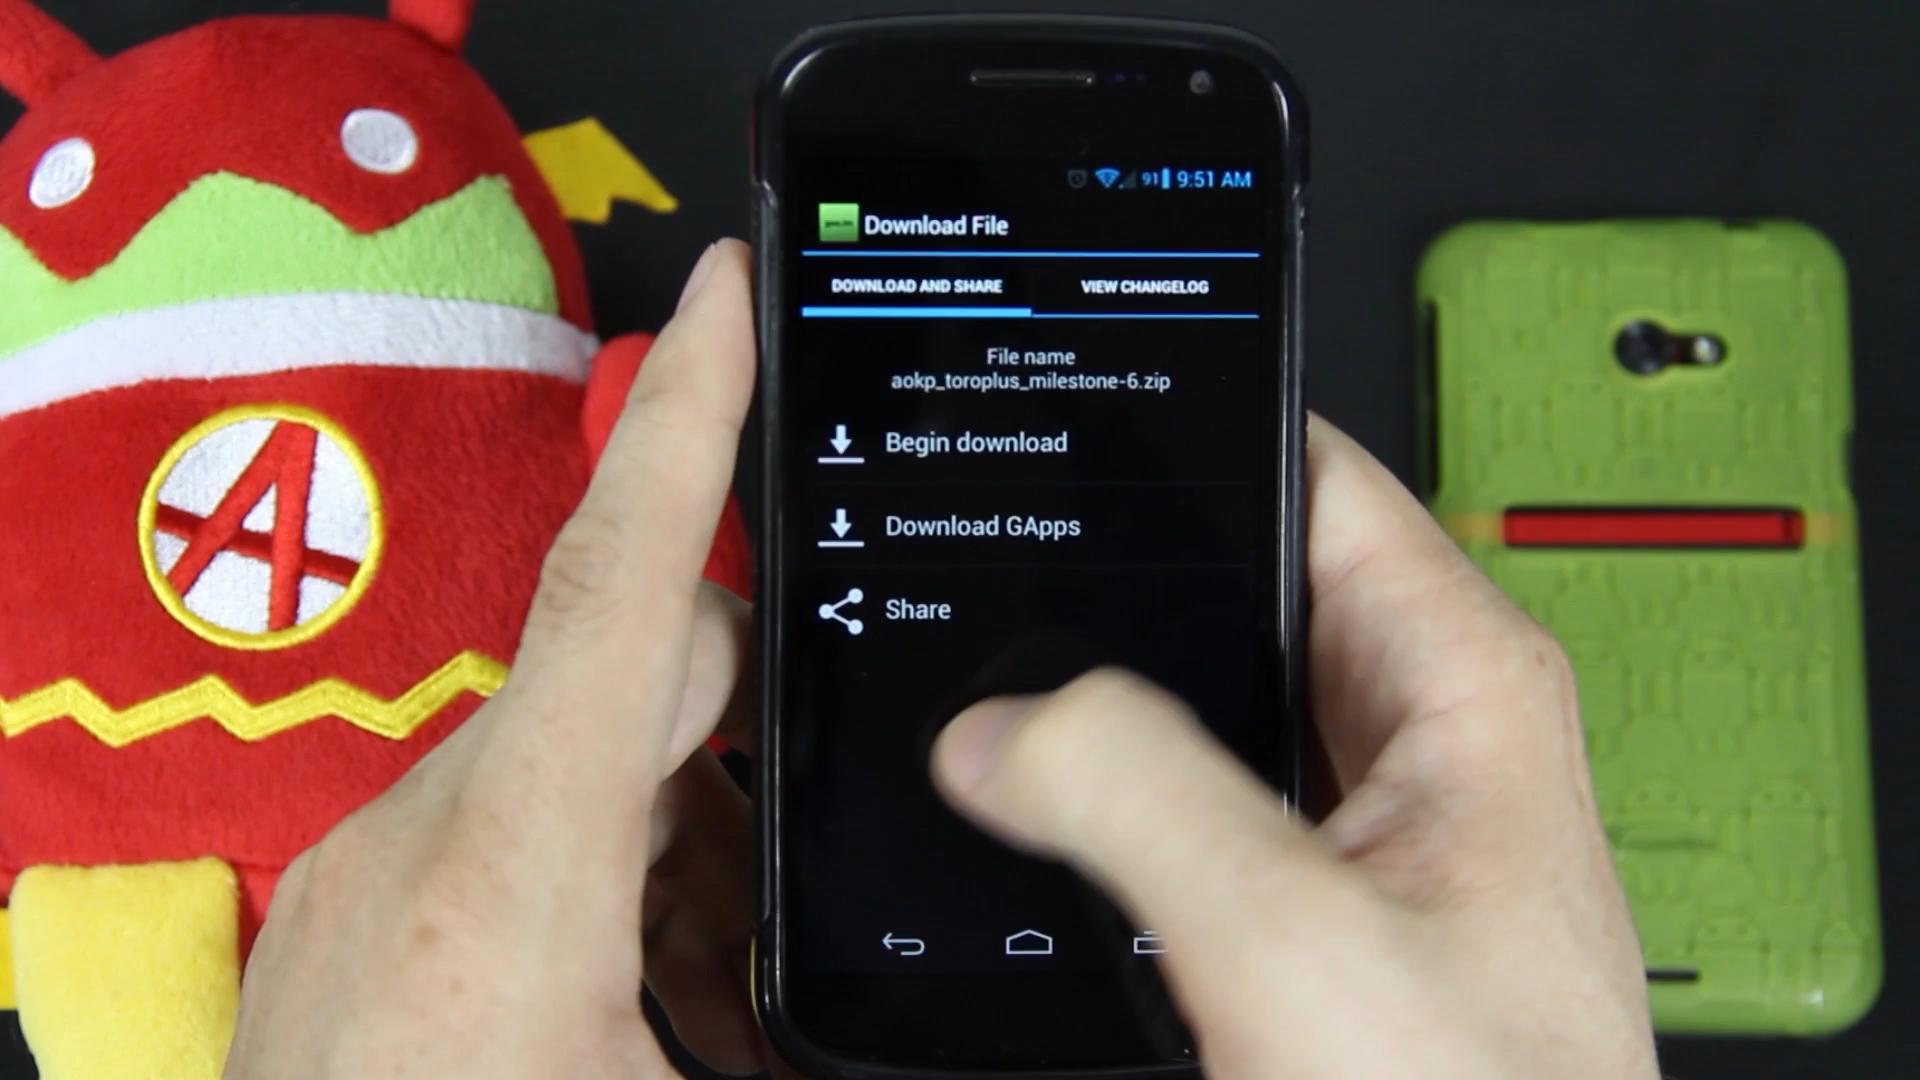 91 9:51 AM
Download File
DOWNLOAD AND SHARE
VIEW CHANGELOG
File name
aokp_toroplus_milestone-6.zip
Begin download
Download GApps
Share
A